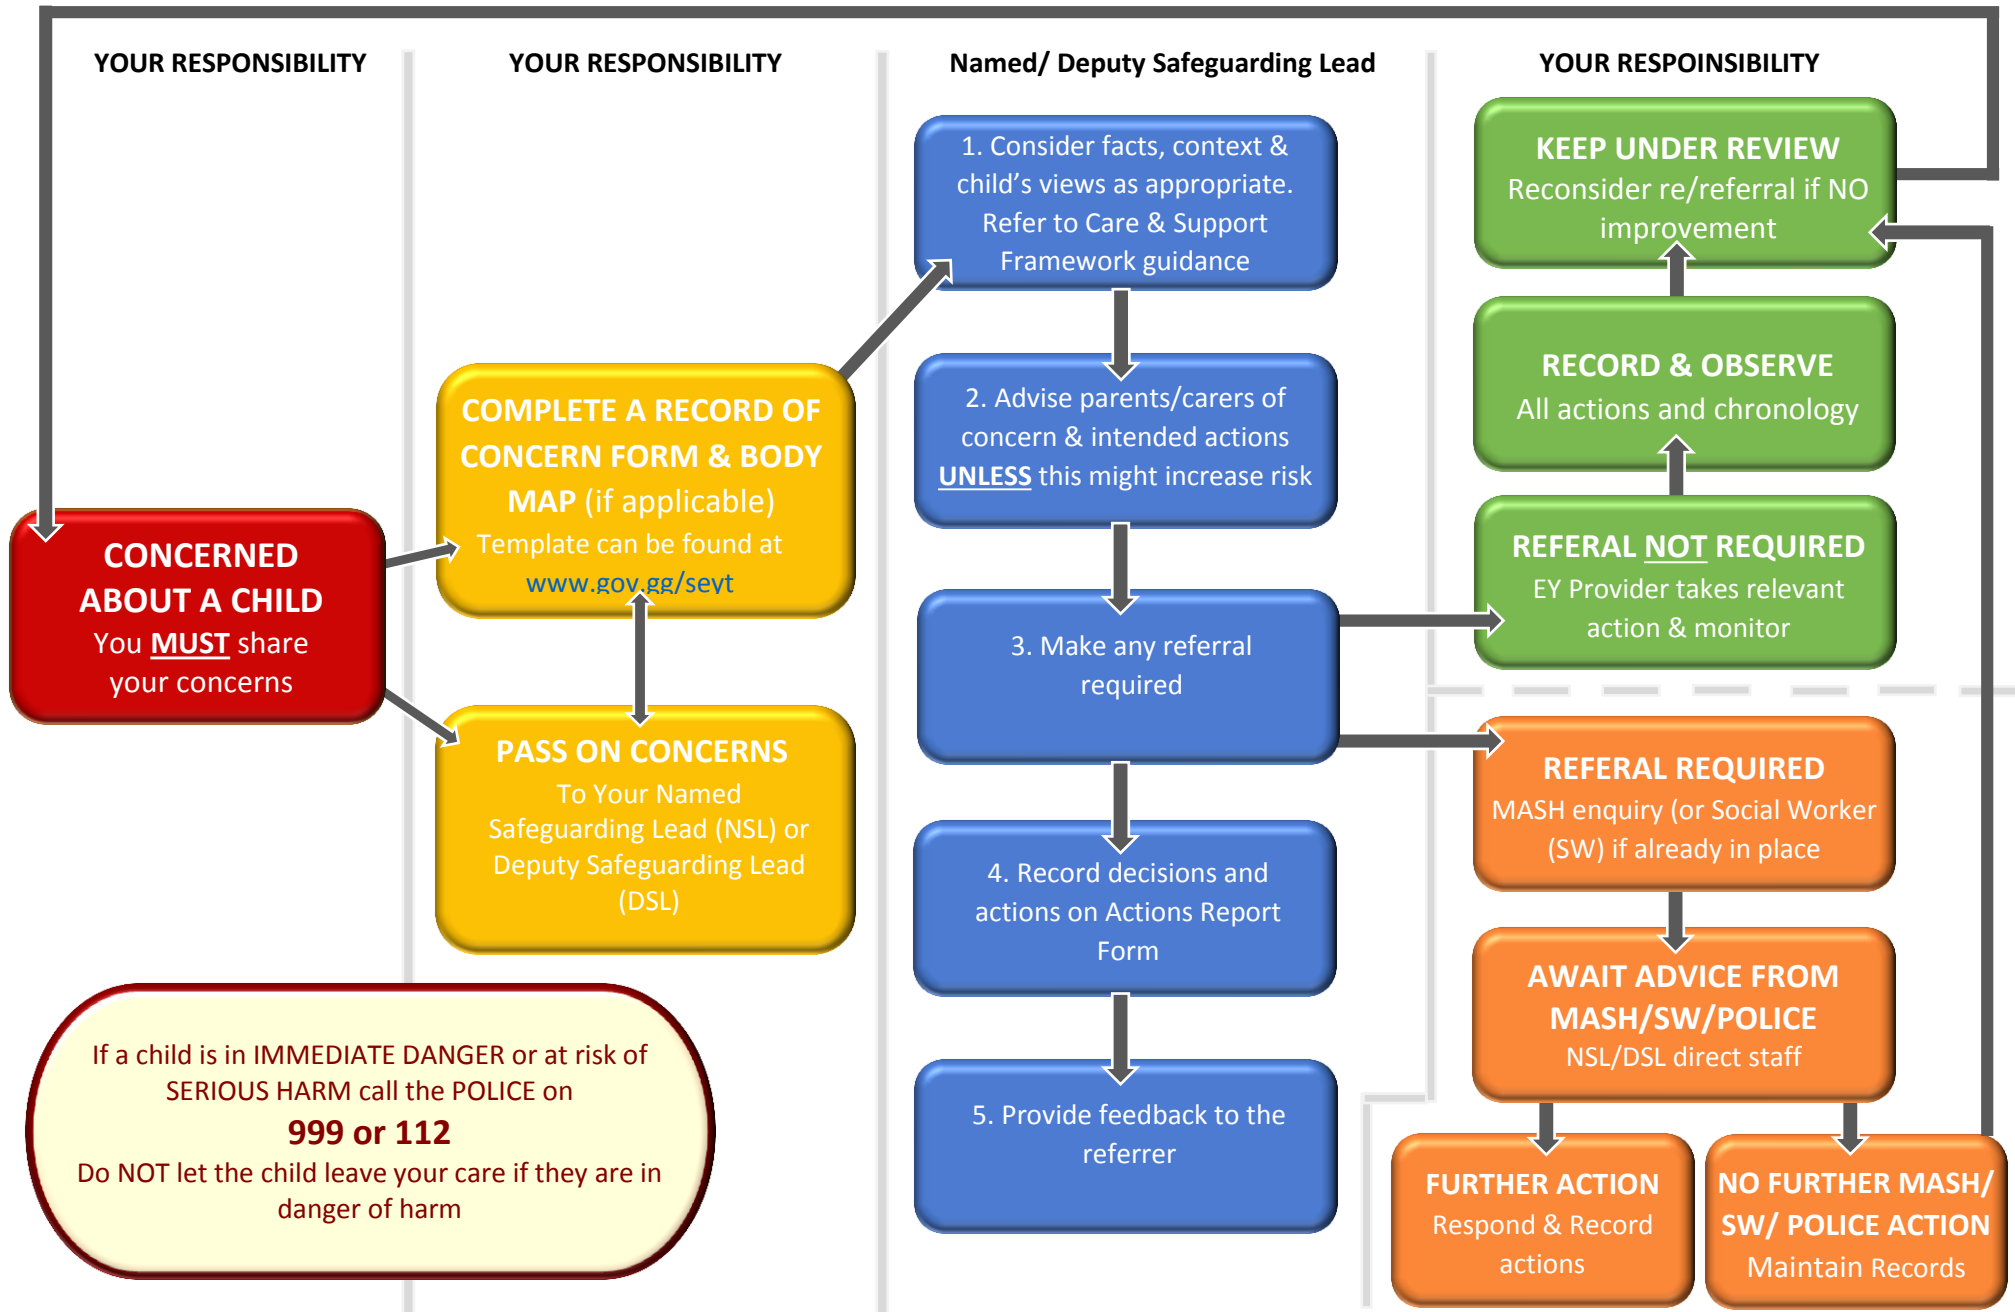 YOUR RESPONSIBILITY
CONCERNED
ABOUT A CHILD
You MUST share
your concerns
YOUR RESPONSIBILITY
COMPLETE A RECORD OF
CONCERN FORM & BODY
MAP (if applicable)
Template can be found at
www.gov.gg/seyt
PASS ON CONCERNS
To Your Named
Safeguarding Lead (NSL) or
Deputy Safeguarding Lead
(DSL)
If a child is in IMMEDIATE DANGER or at risk of
SERIOUS HARM call the POLICE on
999 or 112
Do NOT let the child leave your care if they are in
danger of harm
Named/ Deputy Safeguarding Lead
1. Consider facts, context &
child's views as appropriate.
Refer to Care & Support
Framework guidance
2. Advise parents/carers of
concern & intended actions
UNLESS this might increase risk
3. Make any referral
required
4. Record decisions and
actions on Actions Report
Form
5. Provide feedback to the
referrer
YOUR RESPOINSIBILITY
KEEP UNDER REVIEW
Reconsider re/referral if NO
improvement
RECORD & OBSERVE
All actions and chronology
REFERAL NOT REQUIRED
EY Provider takes relevant
action & monitor
REFERAL REQUIRED
MASH enquiry (or Social Worker
(SW) if already in place
AWAIT ADVICE FROM
MASH/SW/POLICE
NSL/DSL direct staff
FURTHER ACTION
Respond & Record
actions
NO FURTHER MASH/
SW/ POLICE ACTION
Maintain Records